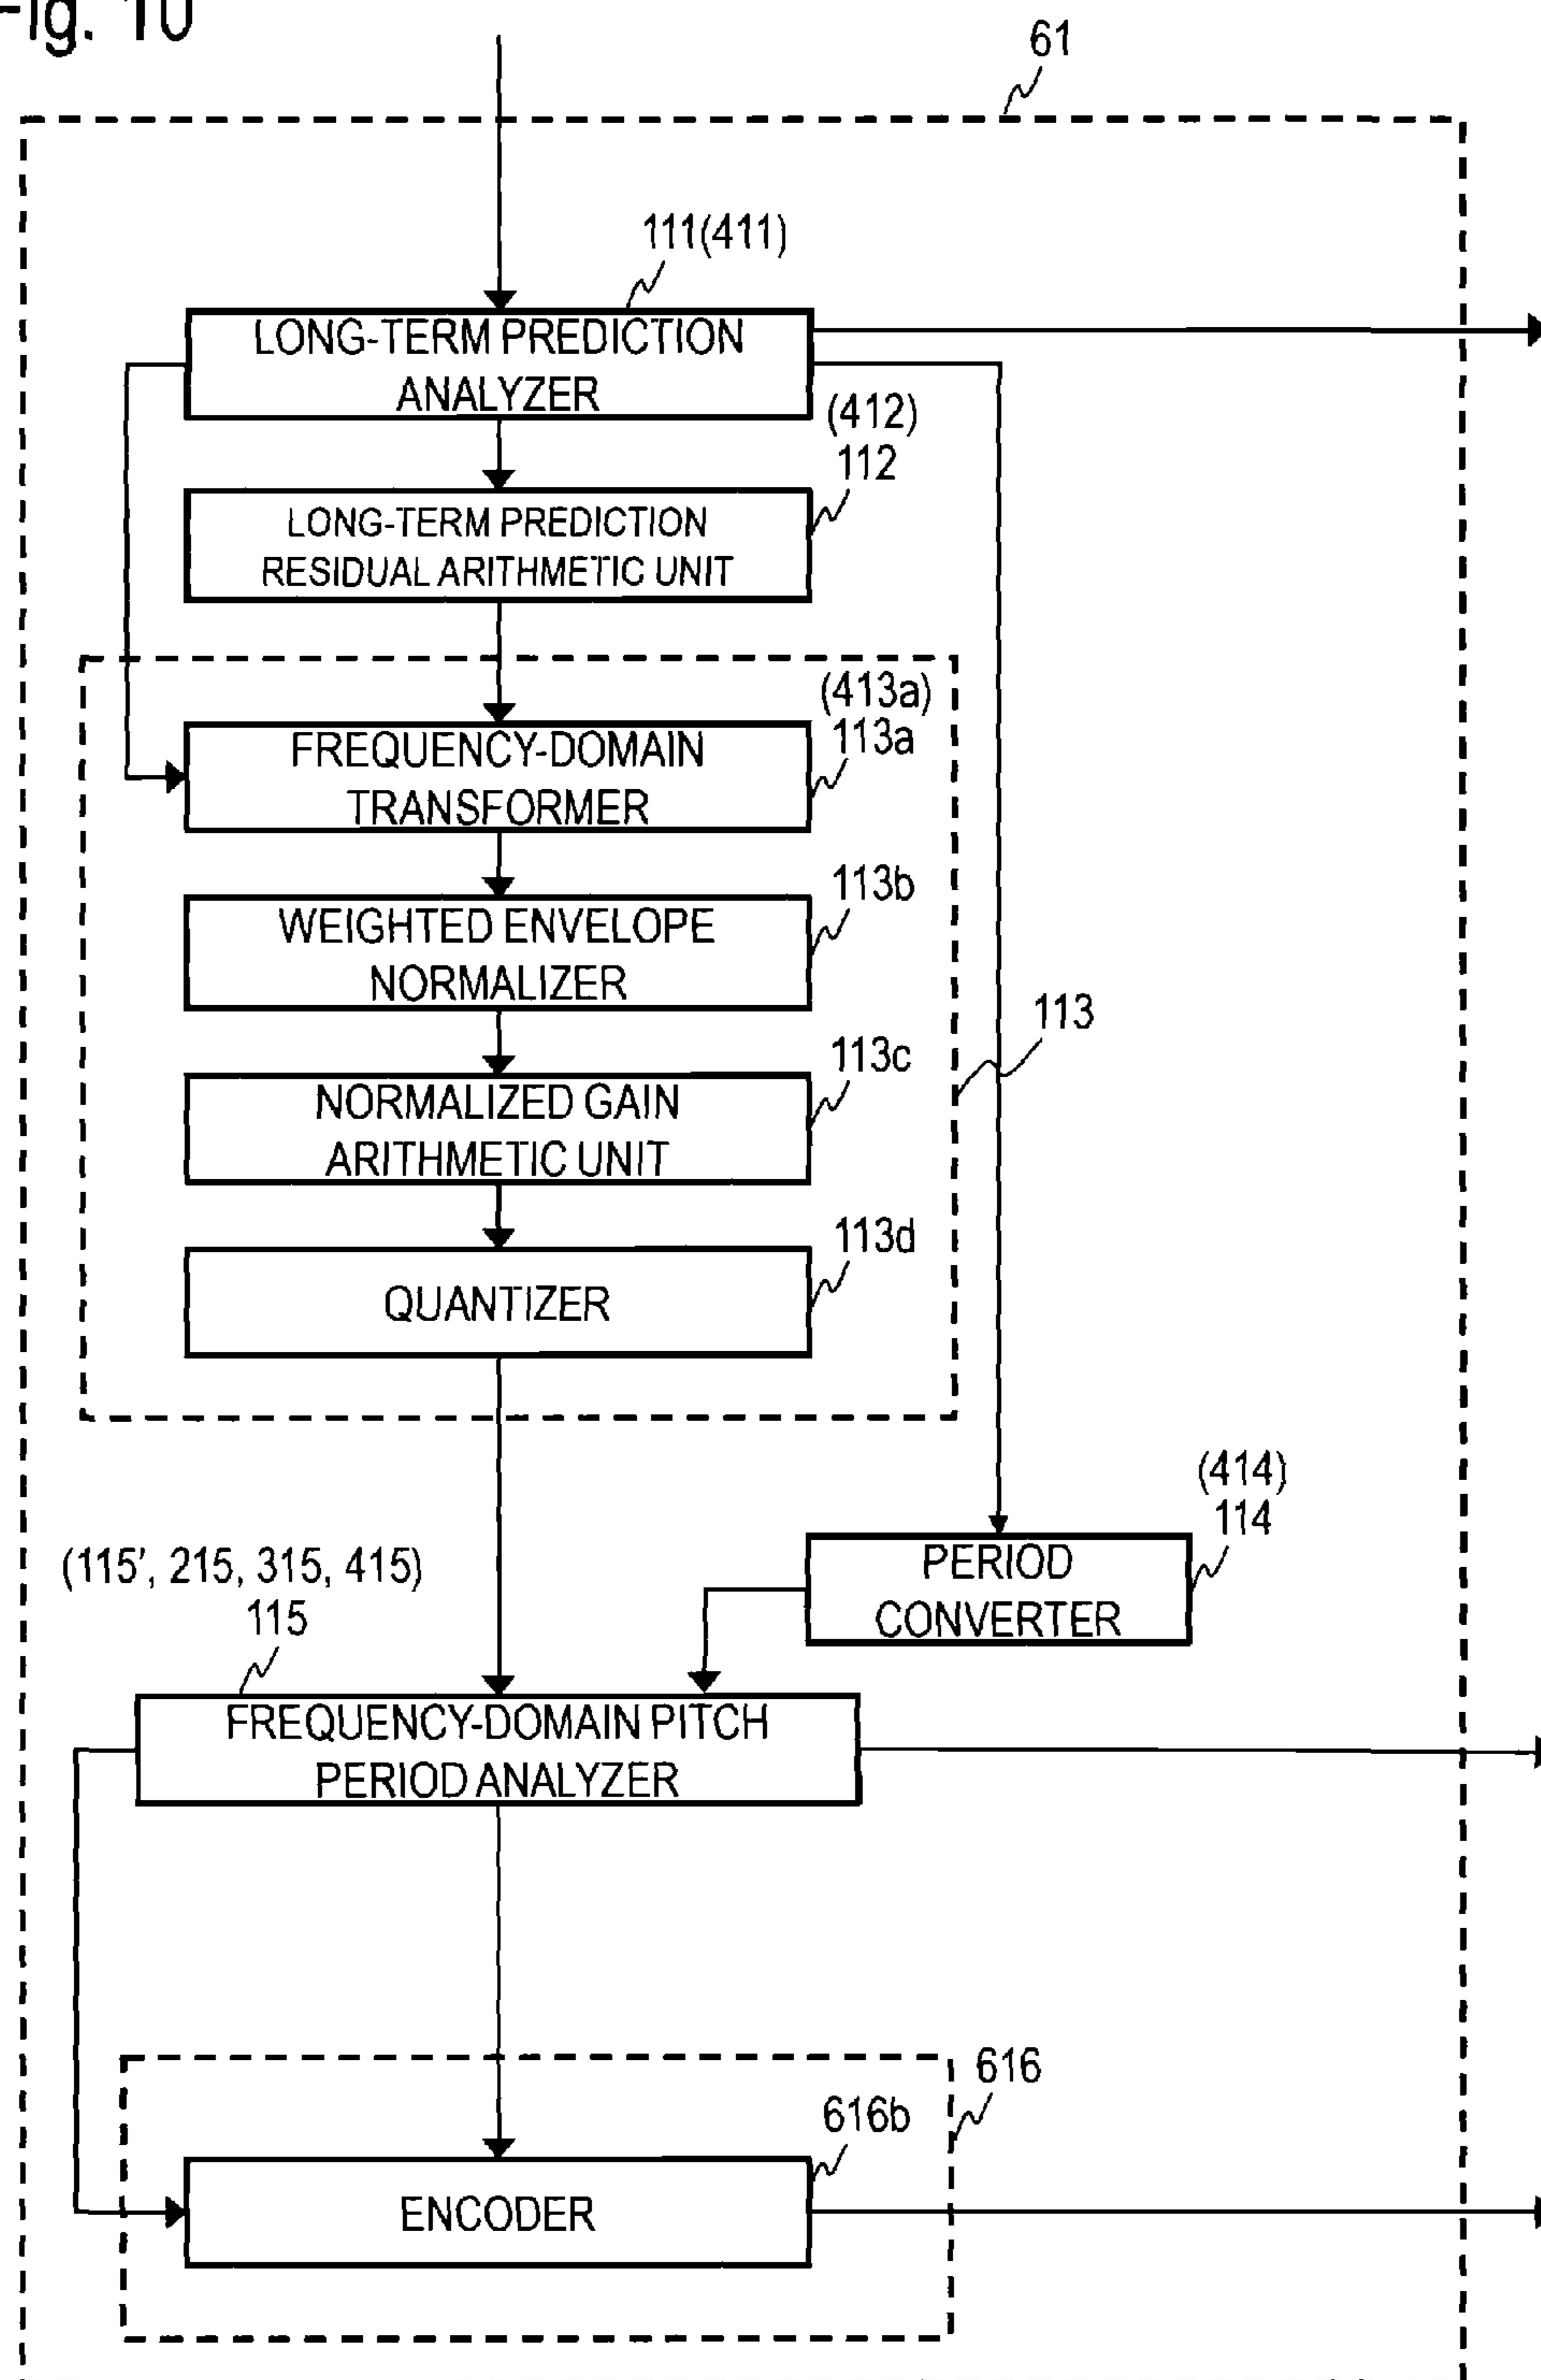 Fig. 10
61
111(411)
LONG-TERM PREDICTION
ANALYZER
(412)
112
LONG-TERM PREDICTION
RESIDUAL ARITHMETIC UNIT
(413a)
113a
FREQUENCY-DOMAIN
TRANSFORMER
113b
WEIGHTED ENVELOPE
NORMALIZER
113
113c
NORMALIZED GAIN
ARITHMETIC UNIT
113d
QUANTIZER
(414)
114
PERIOD
CONVERTER
(115', 215, 315, 415)
115
FREQUENCY-DOMAIN PITCH
PERIOD ANALYZER
616
616b
ENCODER